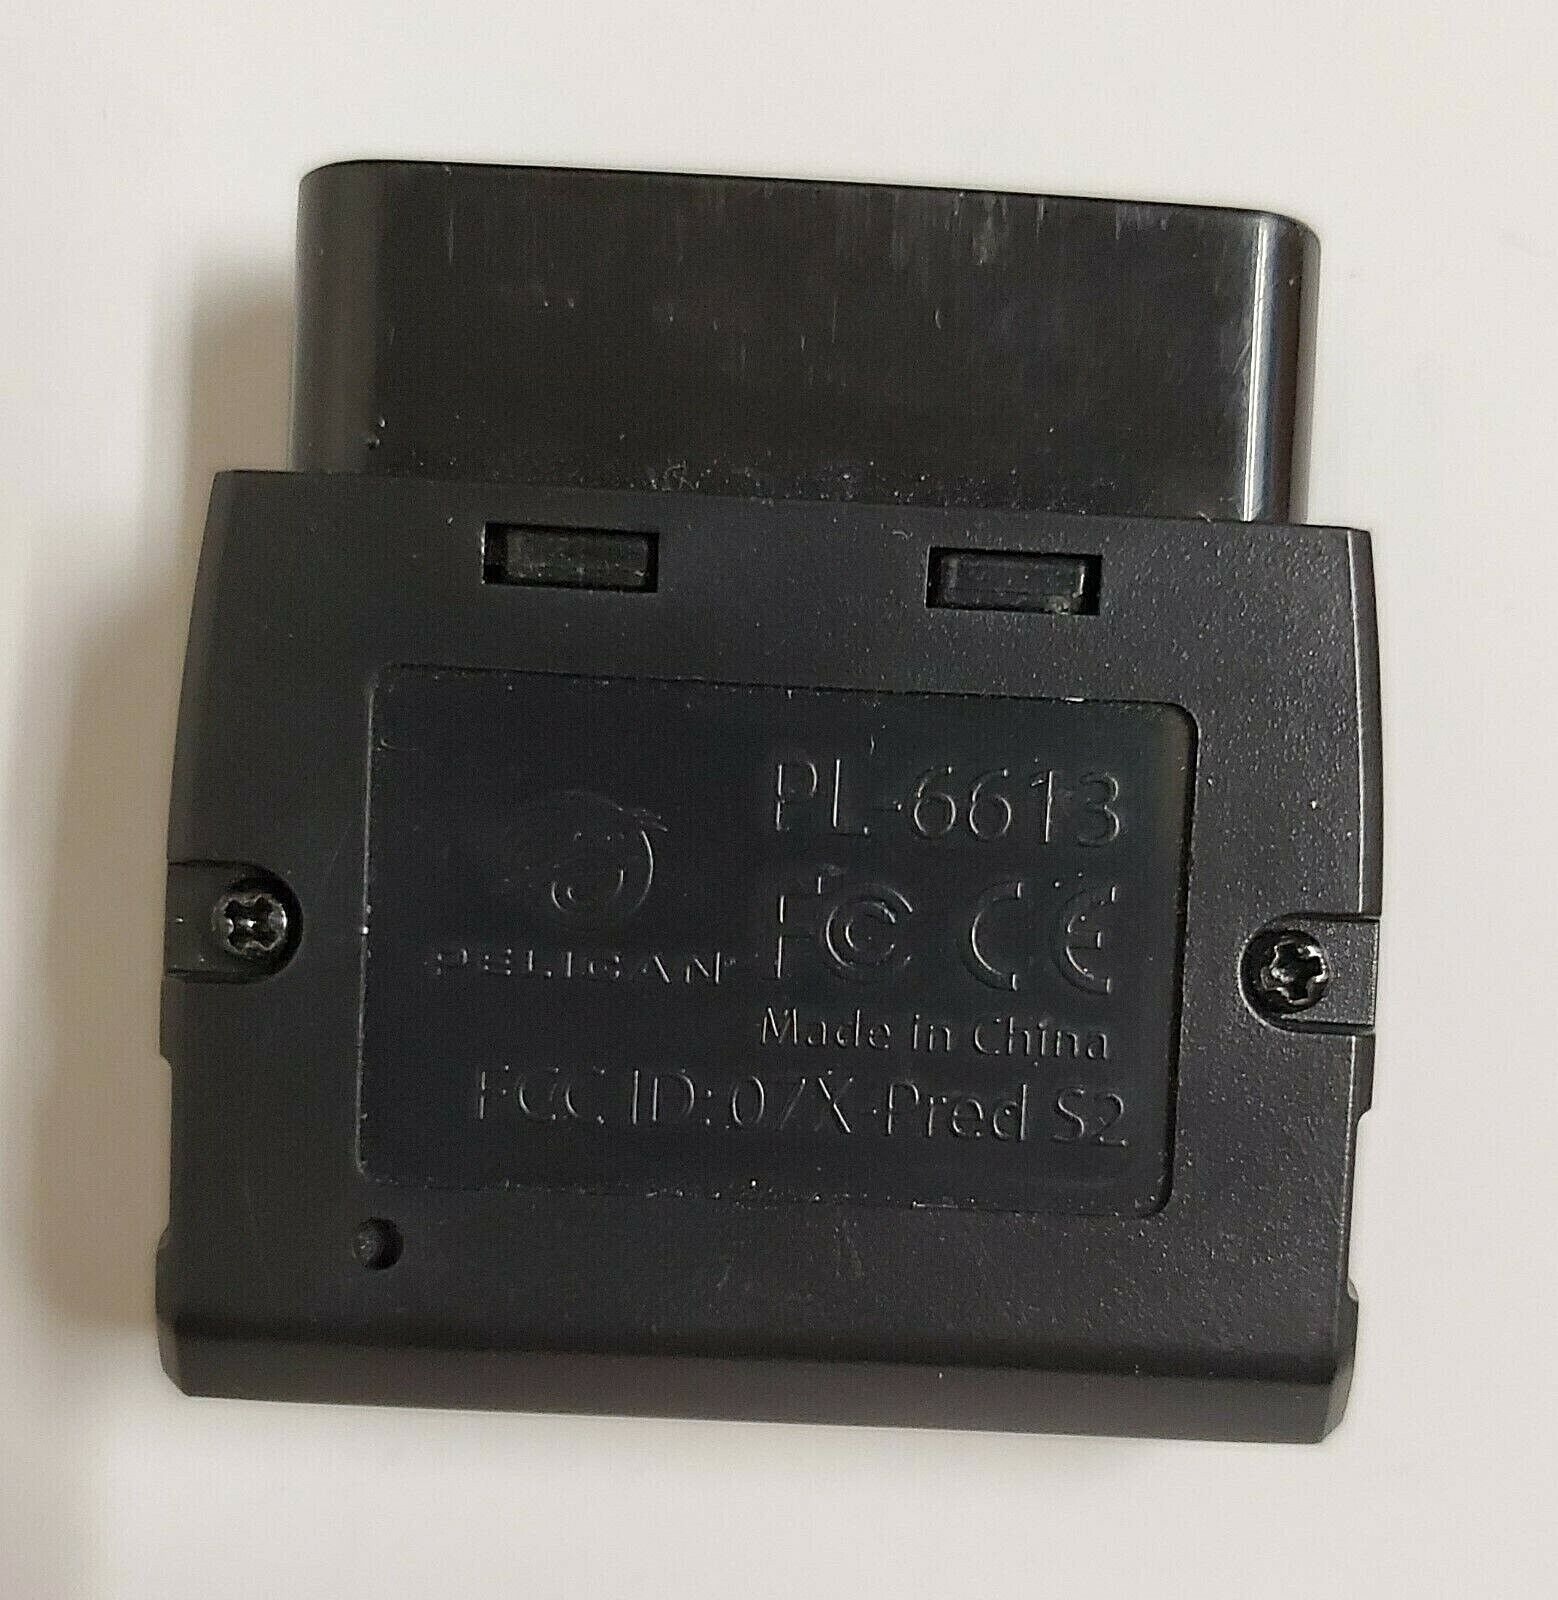 PL-6613
PELICAN
FC CE
Made in China
FCC ID: 07X-Pred S2